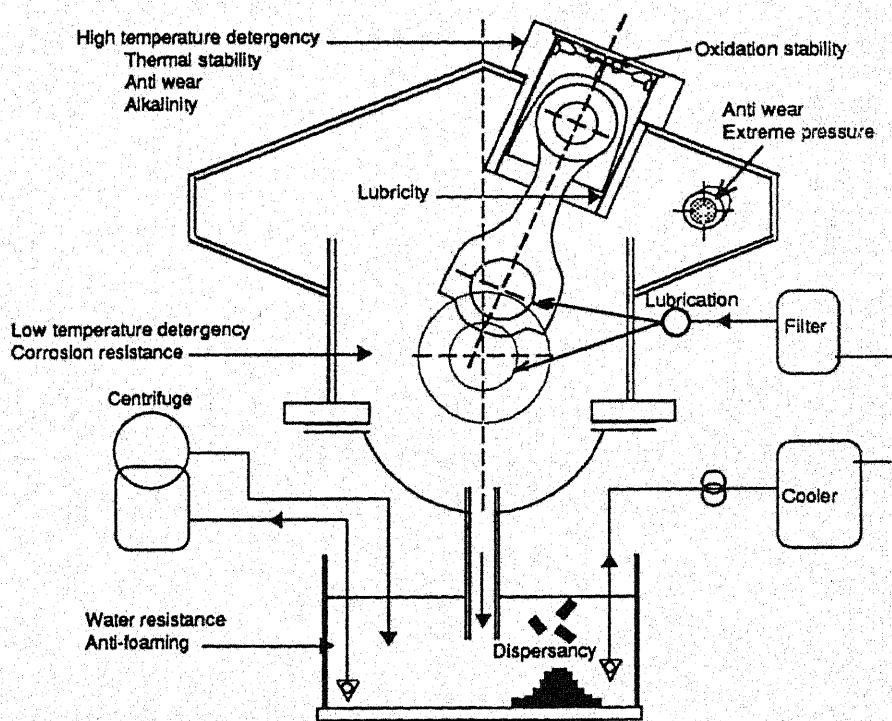 High temperature detergency
Thermal stability
Anti wear
Alkalinity
Oxidation stability
Anti wear
Extreme pressure
Lubricity
Lubrication
Filter
Low temperature detergency
Corrosion resistance
Centrifuge
Cooler
Water resistance
Anti-foaming
Dispersancy